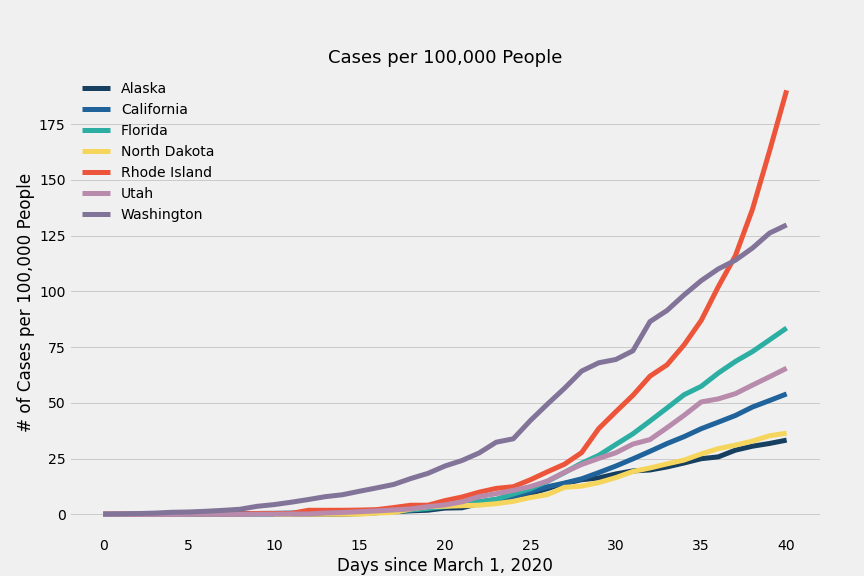 Cases per 100,000 People
Alaska
California
Florida
North Dakota
Rhode Island
Utah
Washington
# of Cases per 100,000 People
175
150
125
100
75
50
25
0
0 5 10 15 20 25 30 35 40
Days since March 1, 2020